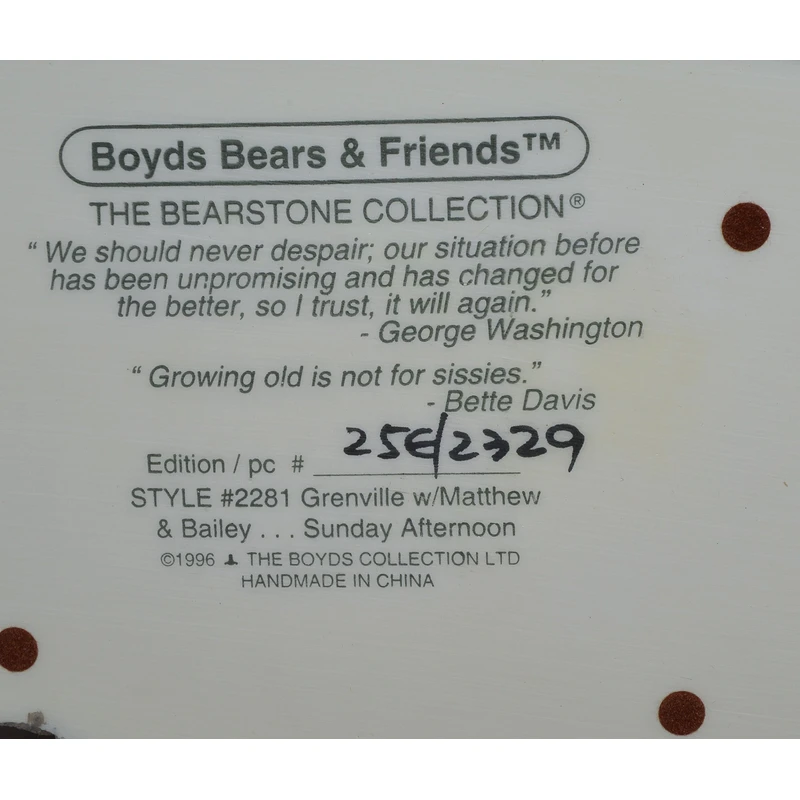 Boyds Bears & Friends™
THE BEARSTONE COLLECTION®
“ We should never despair; our situation before
has been unpromising and has changed for
the better, so I trust, it will again.”
- George Washington
“ Growing old is not for sissies.”
- Bette Davis
Edition / pc # 25E/2329
STYLE #2281 Grenville w/Matthew
& Bailey . . . Sunday Afternoon
©1996 THE BOYDS COLLECTION LTD
HANDMADE IN CHINA